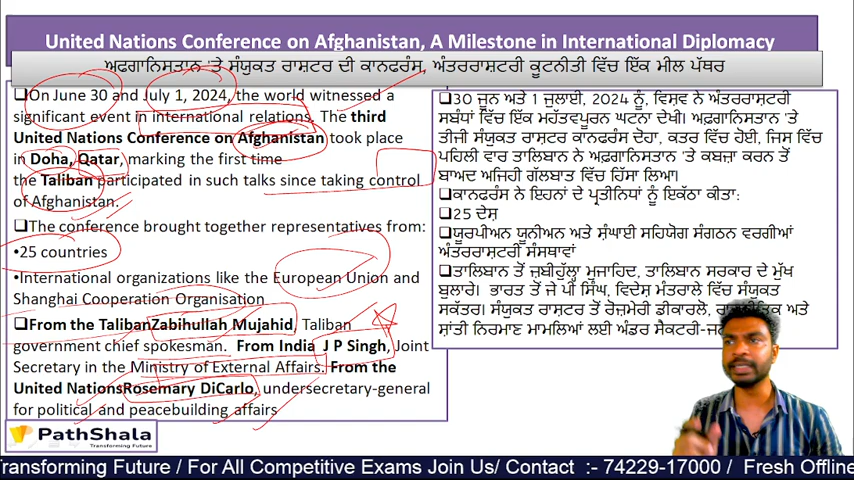 United Nations Conference on Afghanistan, A Milestone in International Diplomacy
ਅਫ਼ਗਾਨਿਸਤਾਨ 'ਤੇ ਸੰਯੁਕਤ ਰਾਸ਼ਟਰ ਦੀ ਕਾਨਫਰੰਸ, ਅੰਤਰਰਾਸ਼ਟਰੀ ਕੂਟਨੀਤੀ ਵਿੱਚ ਇੱਕ ਮੀਲ ਪੱਥਰ
❑On June 30 and July 1, 2024, the world witnessed a
significant event in international relations. The third
United Nations Conference on Afghanistan took place
in Doha, Qatar, marking the first time
the Taliban participated in such talks since taking control
of Afghanistan.
❑The conference brought together representatives from:
•25 countries
•International organizations like the European Union and
Shanghai Cooperation Organisation
❑From the TalibanZabihullah Mujahid, Taliban
government chief spokesman. From India J P Singh, Joint
Secretary in the Ministry of External Affairs. From the
United NationsRosemary DiCarlo, undersecretary-general
for political and peacebuilding affairs
❑30 ਜੂਨ ਅਤੇ 1 ਜੁਲਾਈ, 2024 ਨੂੰ, ਵਿਸ਼ਵ ਨੇ ਅੰਤਰਰਾਸ਼ਟਰੀ
ਸਬੰਧਾਂ ਵਿੱਚ ਇੱਕ ਮਹੱਤਵਪੂਰਨ ਘਟਨਾ ਦੇਖੀ। ਅਫਗਾਨਿਸਤਾਨ 'ਤੇ
ਤੀਜੀ ਸੰਯੁਕਤ ਰਾਸ਼ਟਰ ਕਾਨਫਰੰਸ ਦੋਹਾ, ਕਤਰ ਵਿੱਚ ਹੋਈ, ਜਿਸ ਵਿੱਚ
ਪਹਿਲੀ ਵਾਰ ਤਾਲਿਬਾਨ ਨੇ ਅਫਗਾਨਿਸਤਾਨ 'ਤੇ ਕਬਜ਼ਾ ਕਰਨ ਤੋਂ
ਬਾਅਦ ਅਜਿਹੀ ਗੱਲਬਾਤ ਵਿੱਚ ਹਿੱਸਾ ਲਿਆ।
❑ਕਾਨਫਰੰਸ ਨੇ ਇਹਨਾਂ ਦੇ ਪ੍ਰਤੀਨਿਧਾਂ ਨੂੰ ਇਕੱਠਾ ਕੀਤਾ:
❑25 ਦੇਸ਼
❑ਯੂਰਪੀਅਨ ਯੂਨੀਅਨ ਅਤੇ ਸ਼ੰਘਾਈ ਸਹਿਯੋਗ ਸੰਗਠਨ ਵਰਗੀਆਂ
ਅੰਤਰਰਾਸ਼ਟਰੀ ਸੰਸਥਾਵਾਂ
❑ਤਾਲਿਬਾਨ ਤੋਂ ਜ਼ਬੀਹੁੱਲ੍ਹਾ ਮੁਜਾਹਿਦ, ਤਾਲਿਬਾਨ ਸਰਕਾਰ ਦੇ ਮੁੱਖ
ਬੁਲਾਰੇ। ਭਾਰਤ ਤੋਂ ਜੇ ਪੀ ਸਿੰਘ, ਵਿਦੇਸ਼ ਮੰਤਰਾਲੇ ਵਿੱਚ ਸੰਯੁਕਤ
ਸਕੱਤਰ। ਸੰਯੁਕਤ ਰਾਸ਼ਟਰ ਤੋਂ ਰੋਜ਼ਮੇਰੀ ਡੀਕਾਰਲੋ, ਰਾਜਨੀਤਿਕ ਅਤੇ
ਸ਼ਾਂਤੀ ਨਿਰਮਾਣ ਮਾਮਲਿਆਂ ਲਈ ਅੰਡਰ ਸੈਕਟਰੀ-ਜ
PathShala
Transforming Future
Transforming Future / For All Competitive Exams Join Us/ Contact :- 74229-17000 / Fresh Offline